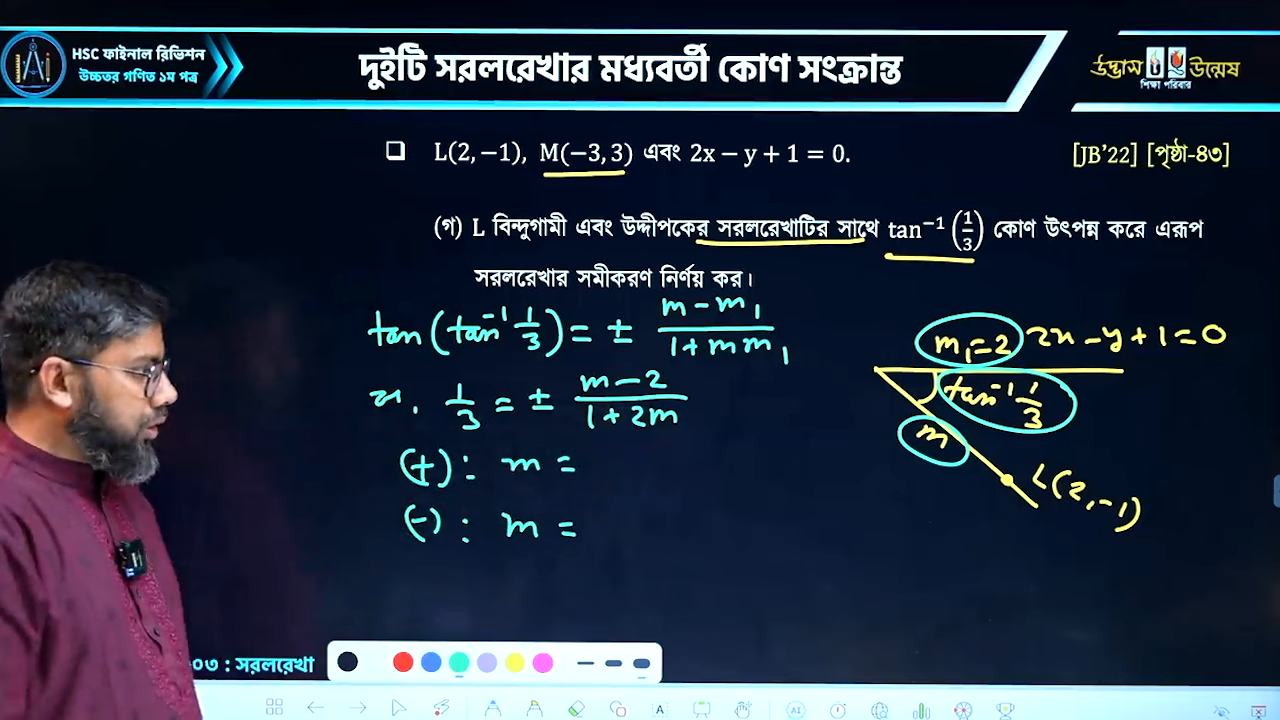 HSC ফাইনাল রিভিশন
উচ্চতর গণিত ১ম পত্র
দুইটি সরলরেখার মধ্যবর্তী কোণ সংক্রান্ত
উদ্ভাস উন্মেষ
শিক্ষা পরিবার
❑ L(2, −1), M(−3, 3) এবং 2x − y + 1 = 0. [JB'22] [পৃষ্ঠা-৪৩]
(গ) L বিন্দুগামী এবং উদ্দীপকের সরলরেখাটির সাথে tan⁻¹(1/3) কোণ উৎপন্ন করে এরূপ
সরলরেখার সমীকরণ নির্ণয় কর।
tan(tan⁻¹ 1/3) = ± (m − m₁)/(1 + m m₁)
বা, 1/3 = ± (m − 2)/(1 + 2m)
(+) : m =
(−) : m =
m₁ = 2 2x − y + 1 = 0
tan⁻¹ 1/3
m
L(2, −1)
০৩ : সরলরেখা
A
AI